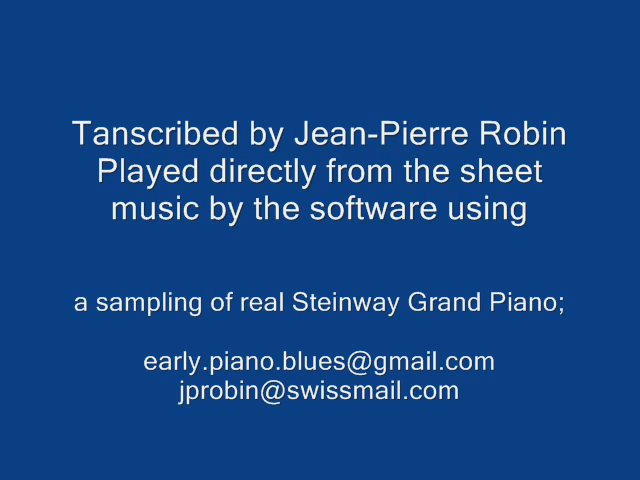 Tanscribed by Jean-Pierre Robin
Played directly from the sheet
music by the software using
a sampling of real Steinway Grand Piano;
early.piano.blues@gmail.com
jprobin@swissmail.com